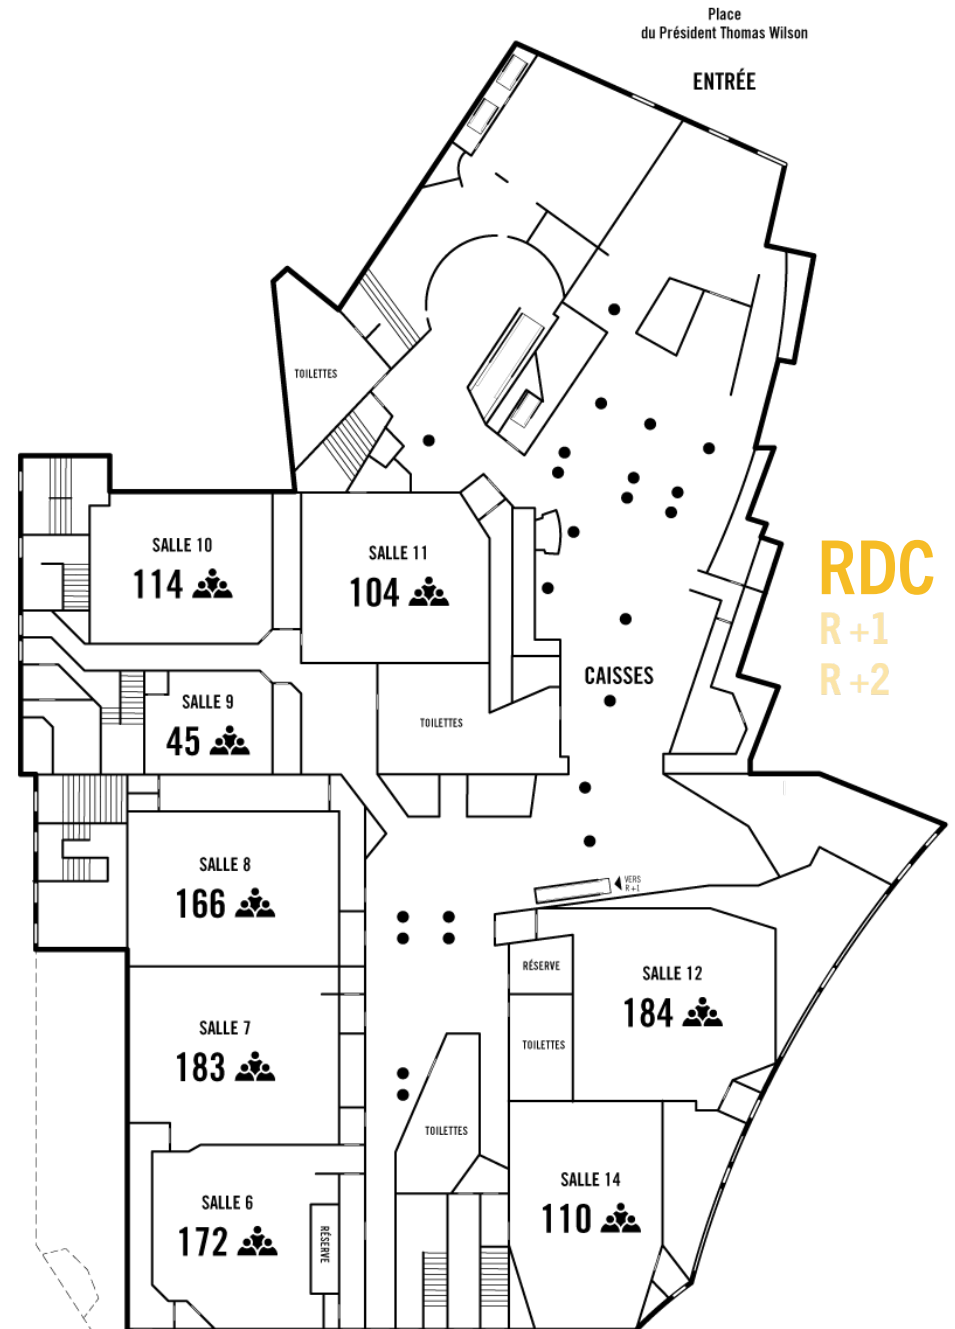 Place
du Président Thomas Wilson
ENTRÉE
TOILETTES
SALLE 10
114
SALLE 11
104
RDC
R +1
R +2
CAISSES
SALLE 9
45
TOILETTES
SALLE 8
166
VERS
R+1
RÉSERVE
SALLE 12
184
SALLE 7
183
TOILETTES
TOILETTES
SALLE 14
110
SALLE 6
172
RÉSERVE